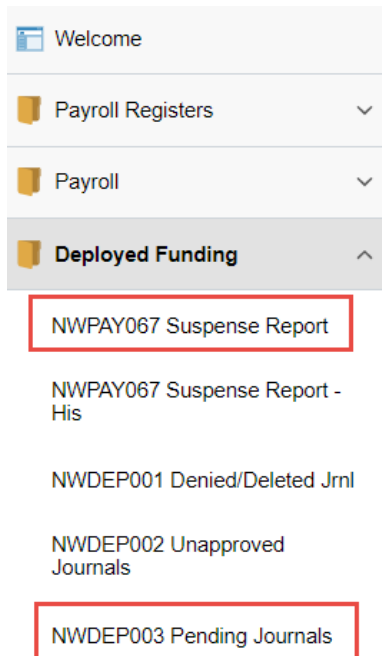 Welcome
Payroll Registers
Payroll
Deployed Funding
NWPAY067 Suspense Report
NWPAY067 Suspense Report -
His
NWDEP001 Denied/Deleted Jrnl
NWDEP002 Unapproved
Journals
NWDEP003 Pending Journals